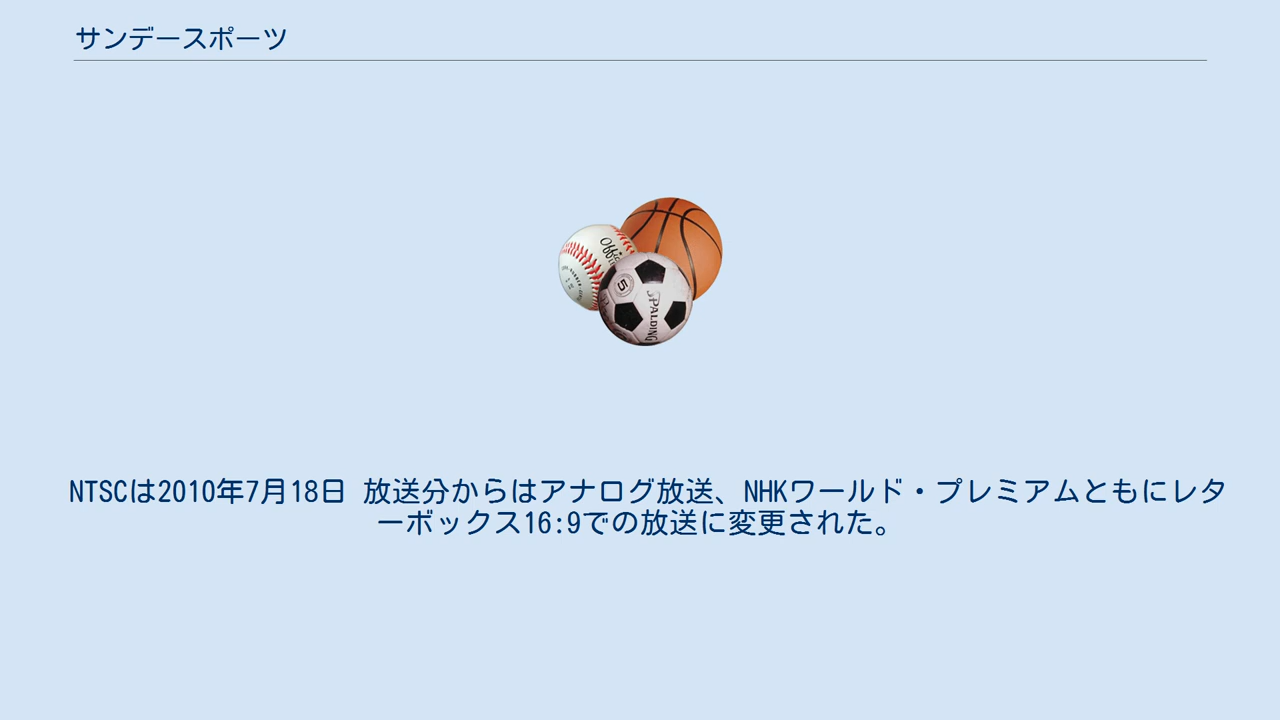 サンデースポーツ
Offic
5
SPALDING
NTSCは2010年7月18日 放送分からはアナログ放送、NHKワールド・プレミアムともにレタ
ーボックス16:9での放送に変更された。